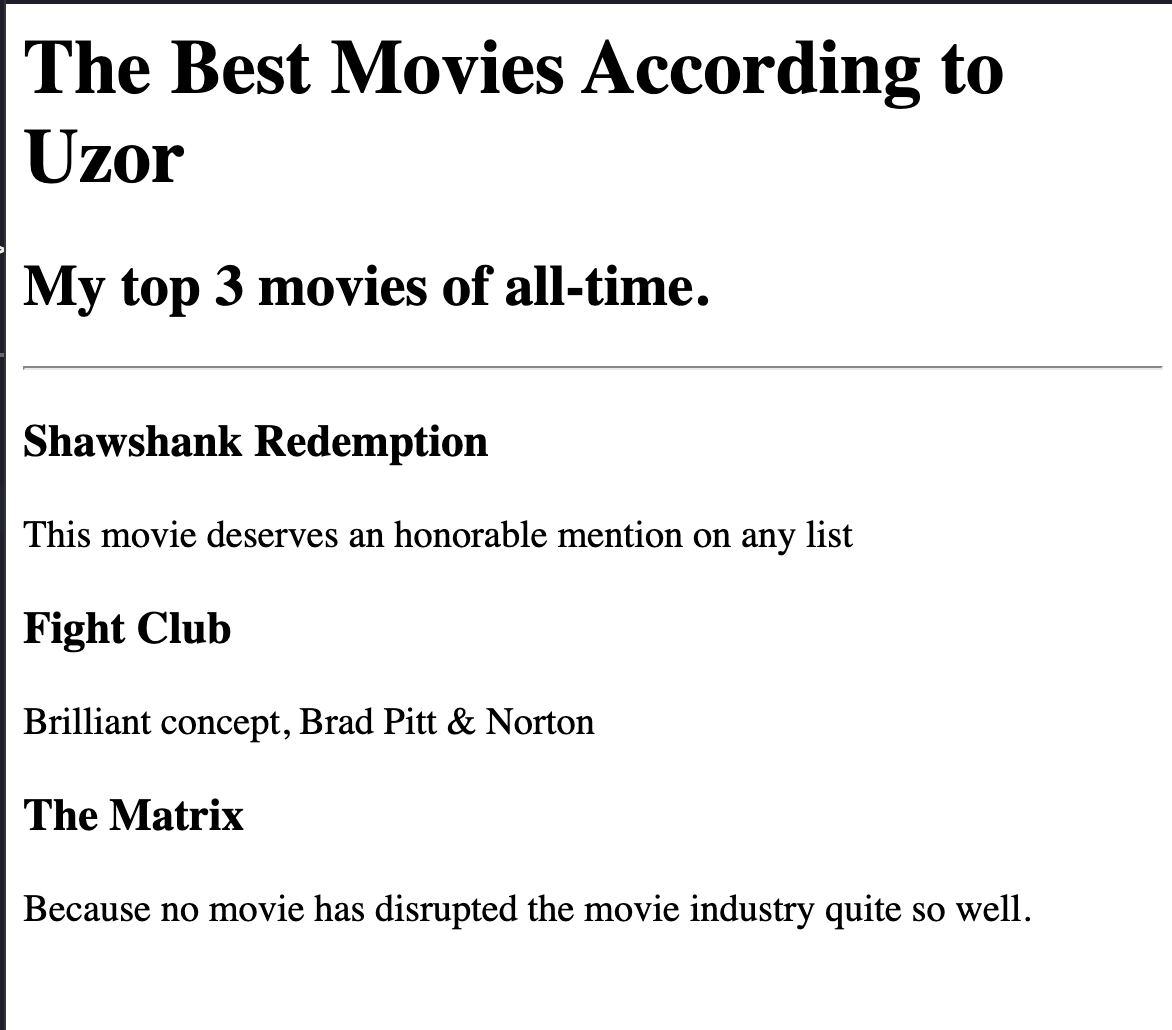 The Best Movies According to
Uzor
My top 3 movies of all-time.
Shawshank Redemption
This movie deserves an honorable mention on any list
Fight Club
Brilliant concept, Brad Pitt & Norton
The Matrix
Because no movie has disrupted the movie industry quite so well.